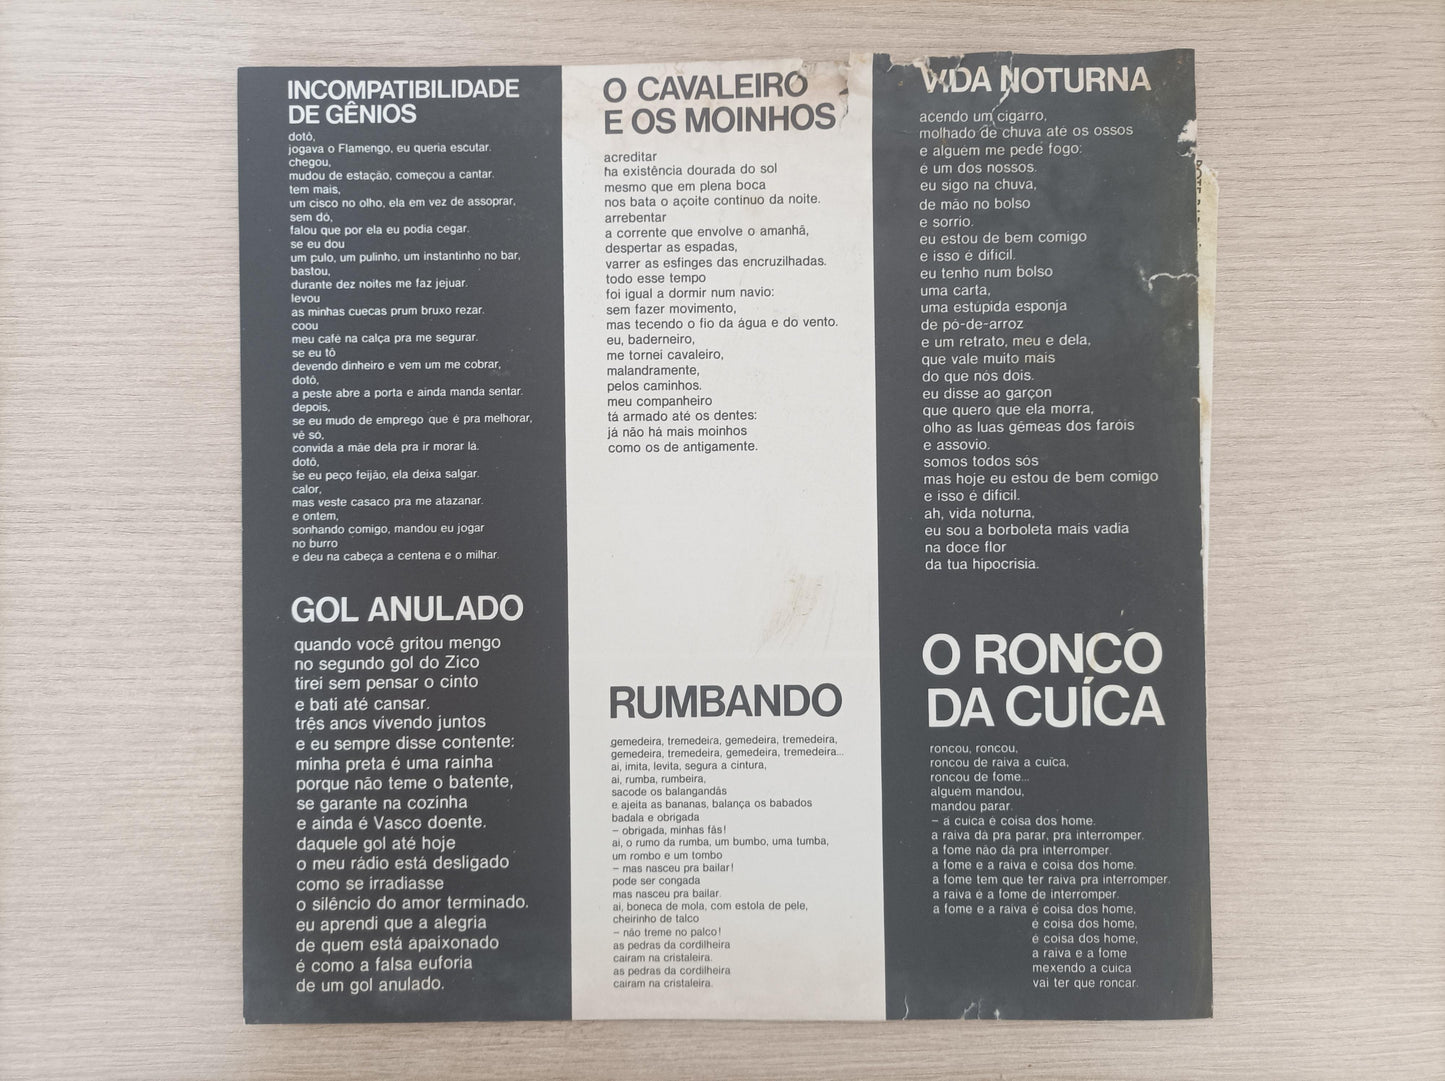 INCOMPATIBILIDADE
DE GÊNIOS
dotô,
jogava o Flamengo, eu queria escutar.
chegou,
mudou de estação, começou a cantar.
tem mais,
um cisco no olho, ela em vez de assoprar,
sem dó,
falou que por ela eu podia cegar.
se eu dou
um pulo, um pulinho, um instantinho no bar,
bastou,
durante dez noites me faz jejuar.
levou
as minhas cuecas prum bruxo rezar.
coou
meu café na calça pra me segurar.
se eu tô
devendo dinheiro e vem um me cobrar,
dotô,
a peste abre a porta e ainda manda sentar.
depois,
se eu mudo de emprego que é pra melhorar,
vê só,
convida a mãe dela pra ir morar lá.
dotô,
se eu peço feijão, ela deixa salgar.
calor,
mas veste casaco pra me atazanar.
e ontem,
sonhando comigo, mandou eu jogar
no burro
e deu na cabeça a centena e o milhar.
GOL ANULADO
quando você gritou mengo
no segundo gol do Zico
tirei sem pensar o cinto
e bati até cansar.
três anos vivendo juntos
e eu sempre disse contente:
minha preta é uma rainha
porque não teme o batente,
se garante na cozinha
e ainda é Vasco doente.
daquele gol até hoje
o meu rádio está desligado
como se irradiasse
o silêncio do amor terminado.
eu aprendi que a alegria
de quem está apaixonado
é como a falsa euforia
de um gol anulado.
O CAVALEIRO
E OS MOINHOS
acreditar
na existência dourada do sol
mesmo que em plena boca
nos bata o açoite contínuo da noite.
arrebentar
a corrente que envolve o amanhã,
despertar as espadas,
varrer as esfinges das encruzilhadas.
todo esse tempo
foi igual a dormir num navio:
sem fazer movimento,
mas tecendo o fio da água e do vento.
eu, baderneiro,
me tornei cavaleiro,
malandramente,
pelos caminhos.
meu companheiro
tá armado até os dentes:
já não há mais moinhos
como os de antigamente.
RUMBANDO
gemedeira, tremedeira, gemedeira, tremedeira,
gemedeira, tremedeira, gemedeira, tremedeira...
ai, imita, levita, segura a cintura,
ai, rumba, rumbeira,
sacode os balangandãs
e ajeita as bananas, balança os babados
badala e obrigada
– obrigada, minhas fãs!
ai, o rumo da rumba, um bumbo, uma tumba,
um rombo e um tombo
– mas nasceu pra bailar!
pode ser congada
mas nasceu pra bailar.
ai, boneca de mola, com estola de pele,
cheirinho de talco
– não treme no palco!
as pedras da cordilheira
cairam na cristaleira.
as pedras da cordilheira
cairam na cristaleira.
VIDA NOTURNA
acendo um cigarro,
molhado de chuva até os ossos
e alguém me pede fogo:
é um dos nossos.
eu sigo na chuva,
de mão no bolso
e sorrio.
eu estou de bem comigo
e isso é difícil.
eu tenho num bolso
uma carta,
uma estúpida esponja
de pó-de-arroz
e um retrato, meu e dela,
que vale muito mais
do que nós dois.
eu disse ao garçon
que quero que ela morra,
olho as luas gêmeas dos faróis
e assovio.
somos todos sós
mas hoje eu estou de bem comigo
e isso é difícil.
ah, vida noturna,
eu sou a borboleta mais vadia
na doce flor
da tua hipocrisia.
O RONCO
DA CUÍCA
roncou, roncou,
roncou de raiva a cuíca,
roncou de fome...
alguém mandou,
mandou parar.
– a cuíca é coisa dos home.
a raiva dá pra parar, pra interromper.
a fome não dá pra interromper.
a fome e a raiva é coisa dos home.
a fome tem que ter raiva pra interromper.
a raiva é a fome de interromper.
a fome e a raiva é coisa dos home,
é coisa dos home,
é coisa dos home,
a raiva e a fome
mexendo a cuíca
vai ter que roncar.